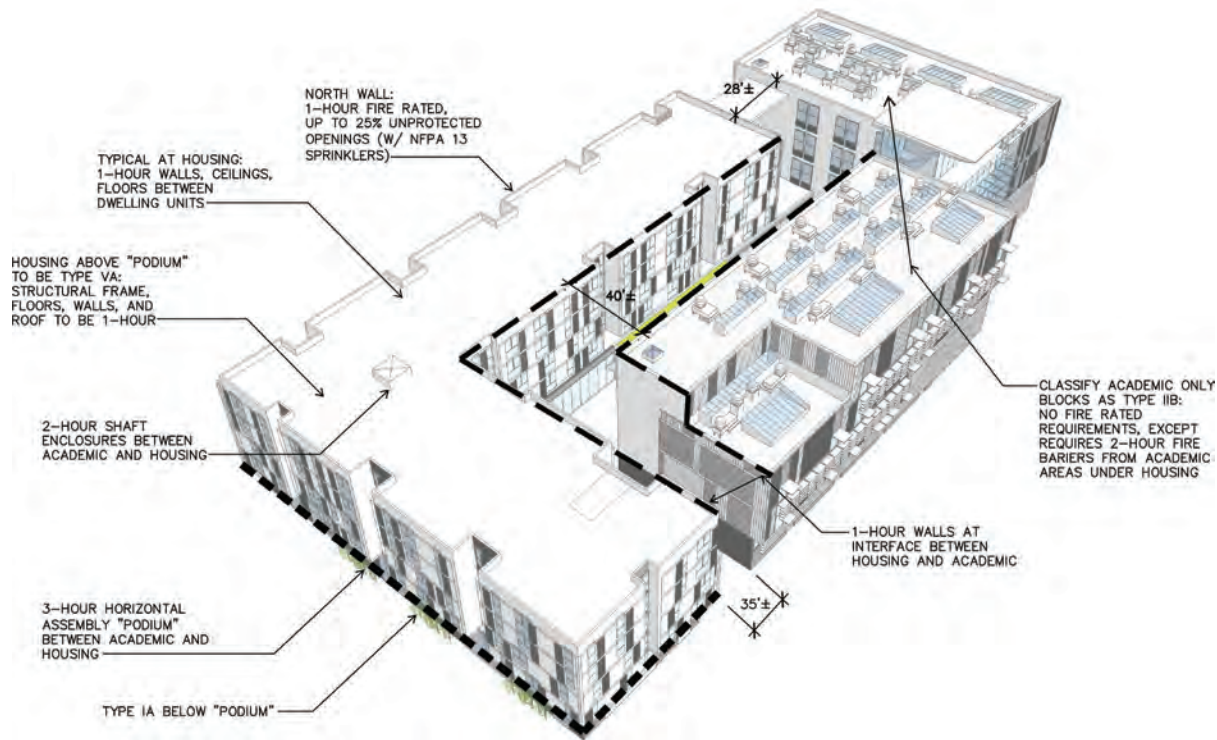 28'±
NORTH WALL:
1-HOUR FIRE RATED,
UP TO 25% UNPROTECTED
OPENINGS (W/ NFPA 13
SPRINKLERS)
TYPICAL AT HOUSING:
1-HOUR WALLS, CEILINGS,
FLOORS BETWEEN
DWELLING UNITS
HOUSING ABOVE "PODIUM"
TO BE TYPE VA:
STRUCTURAL FRAME,
FLOORS, WALLS, AND
ROOF TO BE 1-HOUR
40'±
CLASSIFY ACADEMIC ONLY
BLOCKS AS TYPE IIB:
NO FIRE RATED
REQUIREMENTS, EXCEPT
REQUIRES 2-HOUR FIRE
BARIERS FROM ACADEMIC
AREAS UNDER HOUSING
2-HOUR SHAFT
ENCLOSURES BETWEEN
ACADEMIC AND HOUSING
1-HOUR WALLS AT
INTERFACE BETWEEN
HOUSING AND ACADEMIC
35'±
3-HOUR HORIZONTAL
ASSEMBLY "PODIUM"
BETWEEN ACADEMIC AND
HOUSING
TYPE IA BELOW "PODIUM"